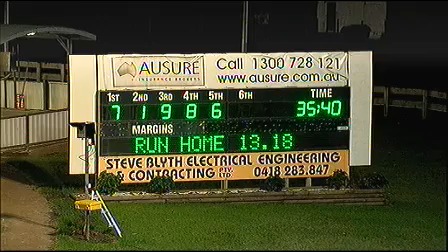 AUSURE
INSURANCE BROKERS
Call 1300 728 121
www.ausure.com.au
1ST 2ND 3RD 4TH 5TH 6TH TIME
7 1 9 8 6 35:40
MARGINS
RUN HOME 13.18
STEVE BLYTH ELECTRICAL ENGINEERING
& CONTRACTING PTY. LTD 0418 283.847